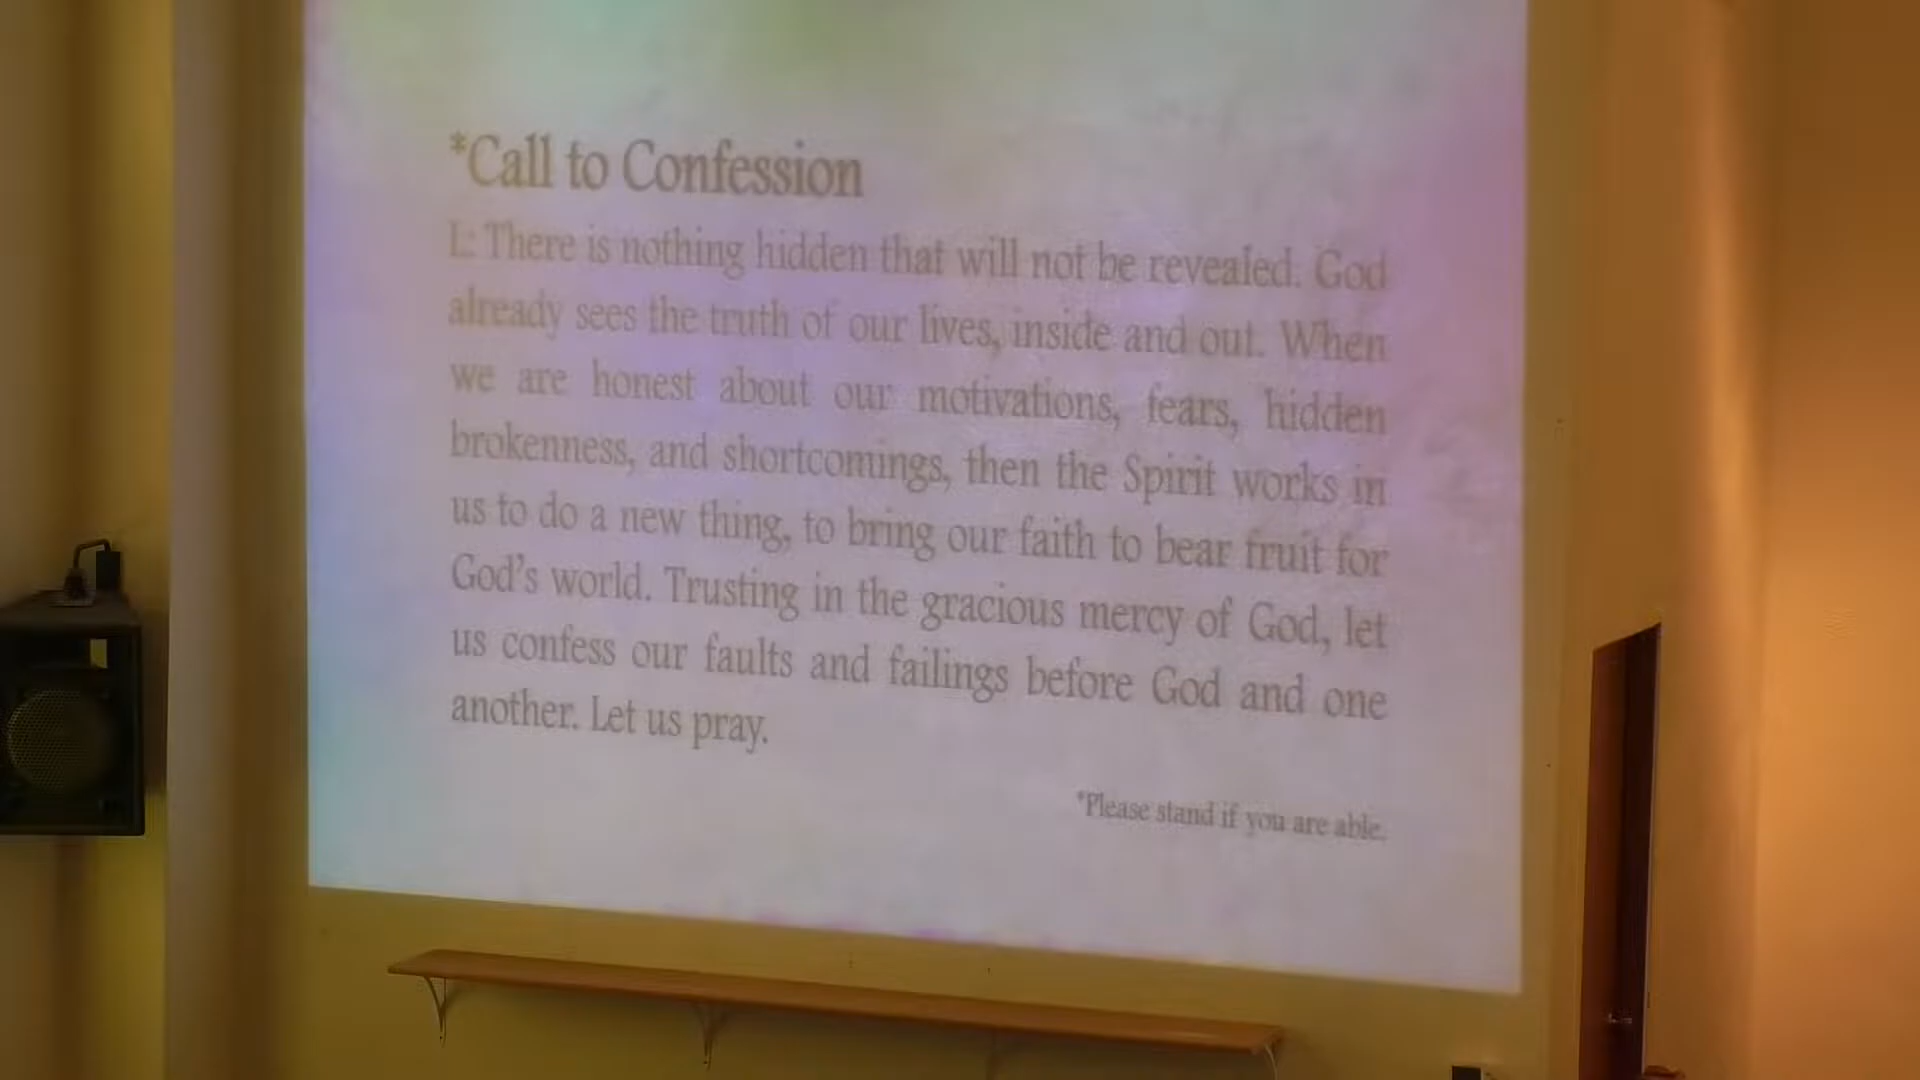 *Call to Confession
L: There is nothing hidden that will not be revealed. God
already sees the truth of our lives, inside and out. When
we are honest about our motivations, fears, hidden
brokenness, and shortcomings, then the Spirit works in
us to do a new thing, to bring our faith to bear fruit for
God’s world. Trusting in the gracious mercy of God, let
us confess our faults and failings before God and one
another. Let us pray.
*Please stand if you are able.